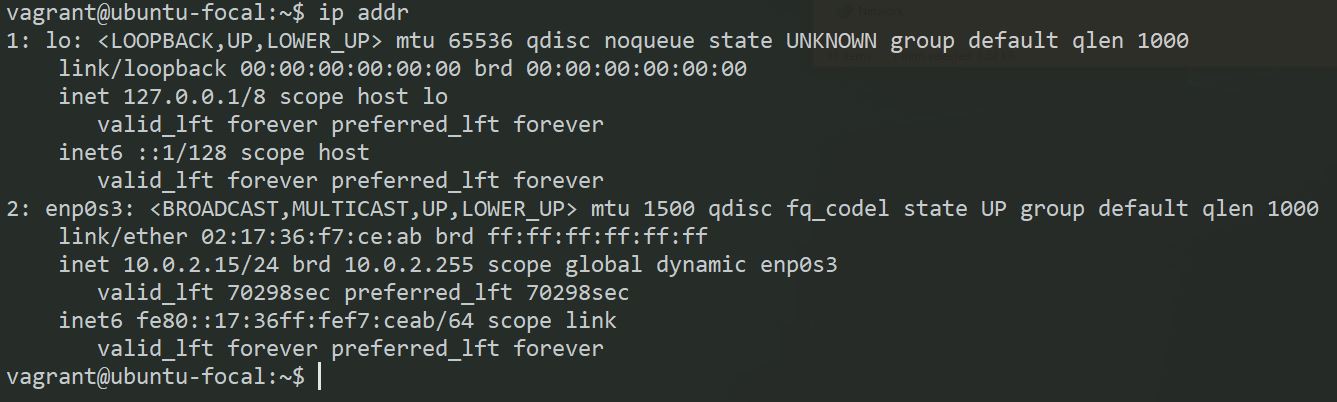 Network
vagrant@ubuntu-focal:~$ ip addr
1: lo: <LOOPBACK,UP,LOWER_UP> mtu 65536 qdisc noqueue state UNKNOWN group default qlen 1000
    link/loopback 00:00:00:00:00:00 brd 00:00:00:00:00:00
    inet 127.0.0.1/8 scope host lo
       valid_lft forever preferred_lft forever
    inet6 ::1/128 scope host
       valid_lft forever preferred_lft forever
2: enp0s3: <BROADCAST,MULTICAST,UP,LOWER_UP> mtu 1500 qdisc fq_codel state UP group default qlen 1000
    link/ether 02:17:36:f7:ce:ab brd ff:ff:ff:ff:ff:ff
    inet 10.0.2.15/24 brd 10.0.2.255 scope global dynamic enp0s3
       valid_lft 70298sec preferred_lft 70298sec
    inet6 fe80::17:36ff:fef7:ceab/64 scope link
       valid_lft forever preferred_lft forever
vagrant@ubuntu-focal:~$